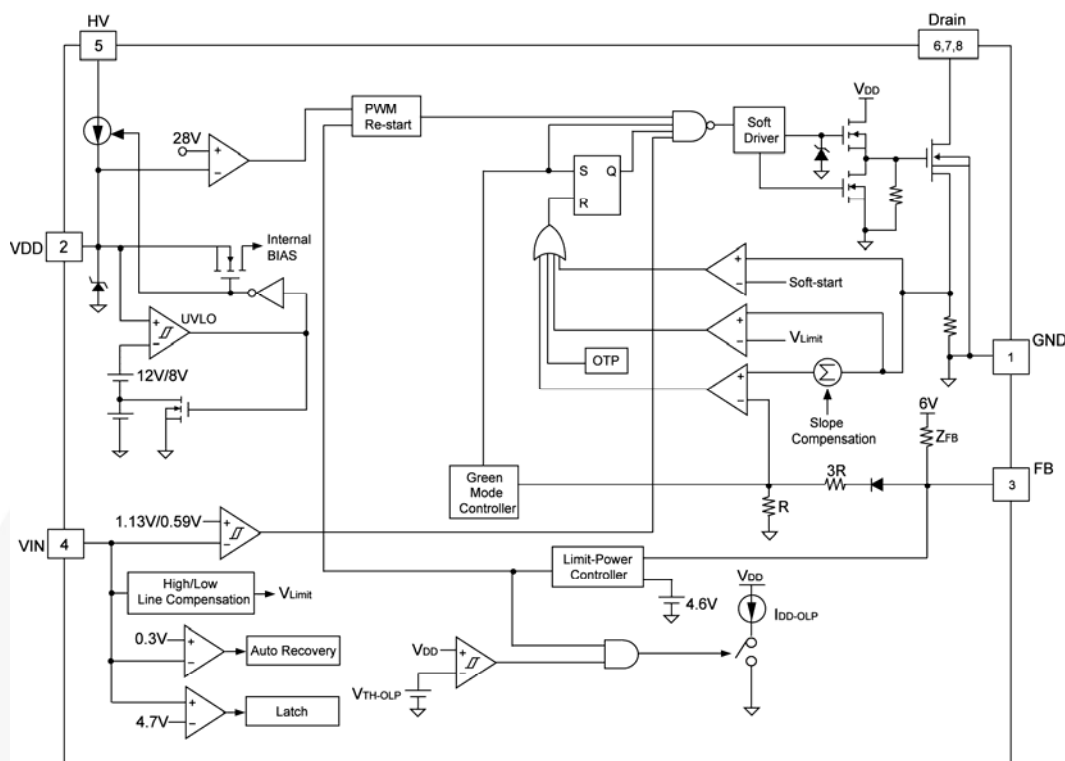 HV
5
Drain
6,7,8
VDD
PWM
Re-start
Soft
Driver
28V
+
−
S
Q
R
VDD
2
Internal
BIAS
+
−
Soft-start
UVLO
+
−
+
−
VLimit
GND
1
12V/8V
OTP
+
−
Σ
Slope
Compensation
6V
ZFB
Green
Mode
Controller
3R
FB
3
R
1.13V/0.59V
+
−
VIN
4
Limit-Power
Controller
High/Low
Line Compensation
VLimit
4.6V
VDD
IDD-OLP
0.3V
+
−
Auto Recovery
VDD
+
−
VTH-OLP
4.7V
+
−
Latch